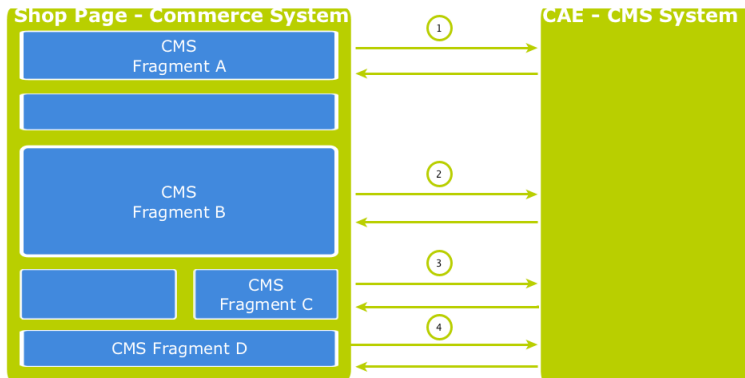 Shop Page - Commerce System
CAE - CMS System
CMS
Fragment A
1
CMS
Fragment B
2
CMS
Fragment C
3
CMS Fragment D
4